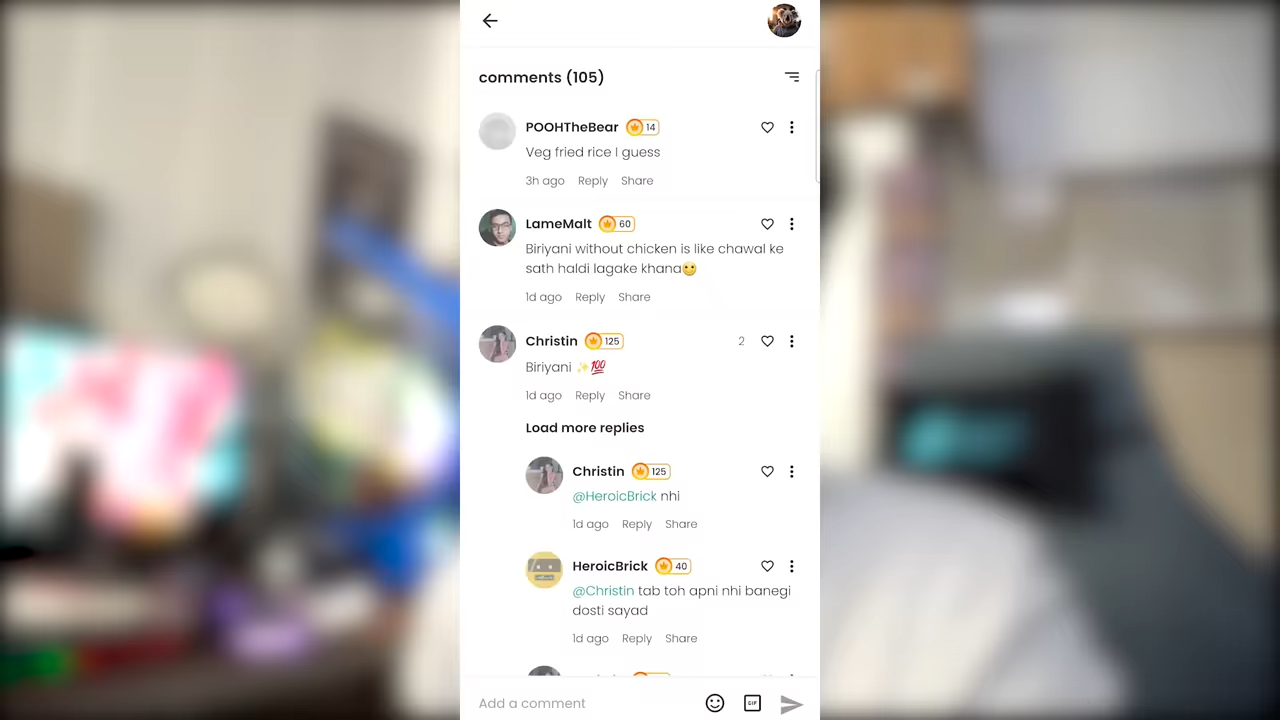 comments (105)
POOHTheBear 14
Veg fried rice I guess
3h ago Reply Share
LameMalt 60
Biriyani without chicken is like chawal ke
sath haldi lagake khana🙂
1d ago Reply Share
Christin 125 2
Biriyani ✨💯
1d ago Reply Share
Load more replies
Christin 125
@HeroicBrick nhi
1d ago Reply Share
HeroicBrick 40
@Christin tab toh apni nhi banegi
dosti sayad
1d ago Reply Share
Add a comment GIF